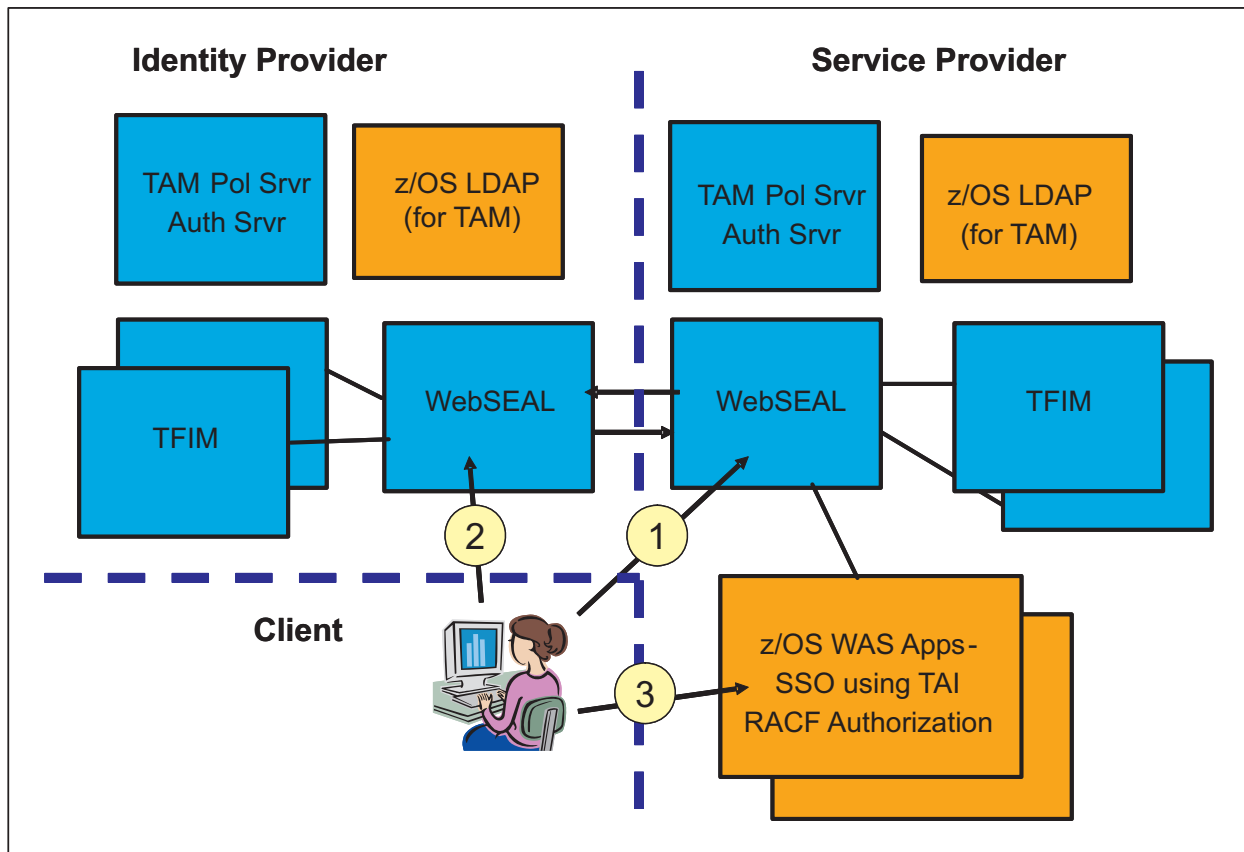 Identity Provider
Service Provider
TAM Pol Srvr
Auth Srvr
z/OS LDAP
(for TAM)
TAM Pol Srvr
Auth Srvr
z/OS LDAP
(for TAM)
TFIM
WebSEAL
WebSEAL
TFIM
2
1
Client
3
z/OS WAS Apps-
SSO using TAI
RACF Authorization